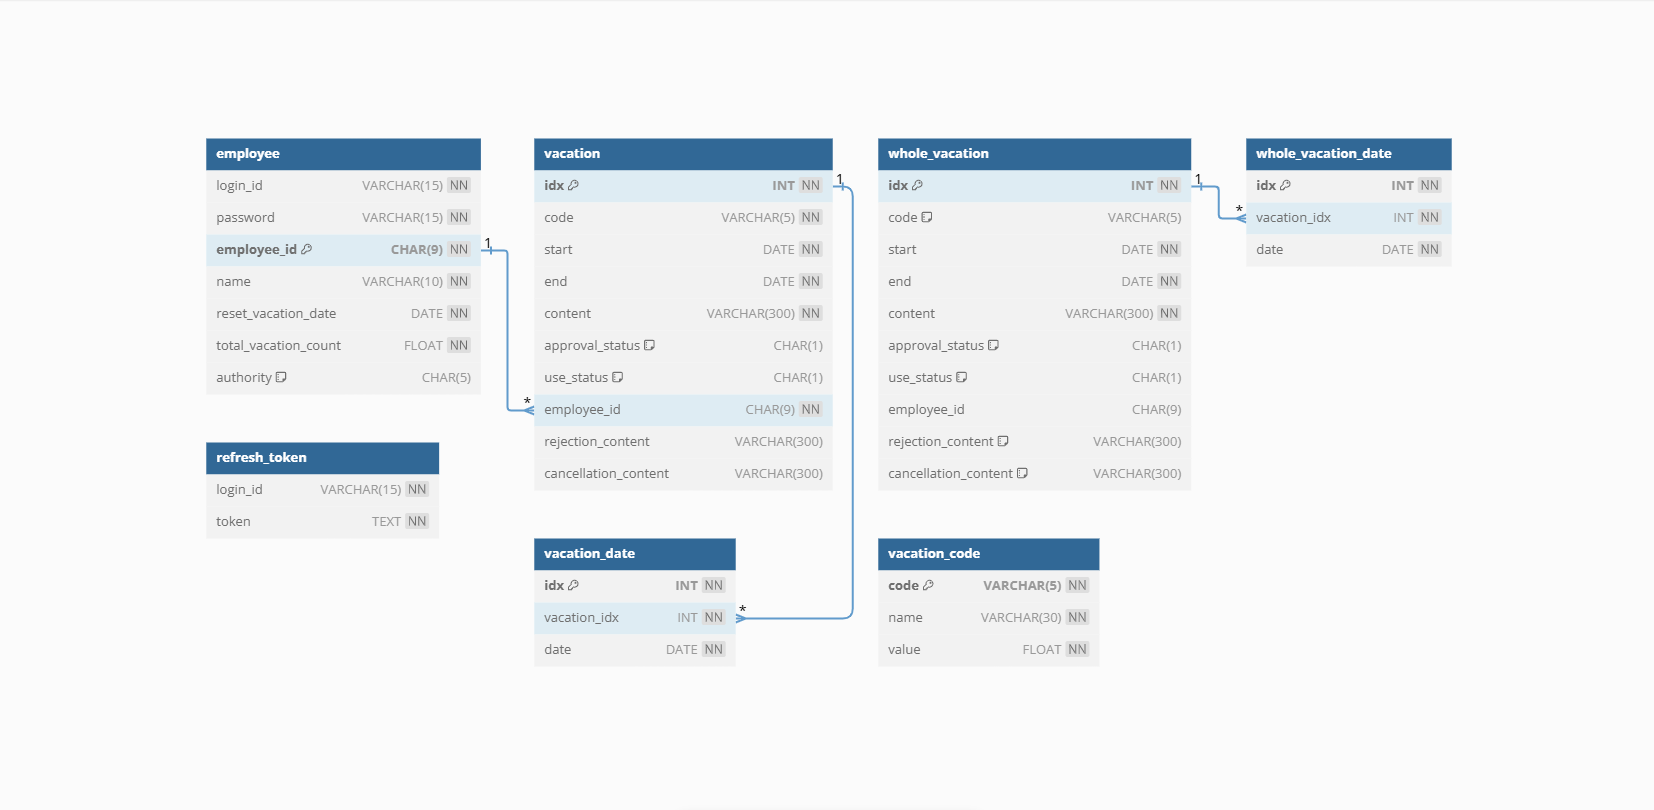 employee
login_id VARCHAR(15) NN
password VARCHAR(15) NN
employee_id CHAR(9) NN
name VARCHAR(10) NN
reset_vacation_date DATE NN
total_vacation_count FLOAT NN
authority CHAR(5)
1
*
refresh_token
login_id VARCHAR(15) NN
token TEXT NN
vacation
idx INT NN
code VARCHAR(5) NN
start DATE NN
end DATE NN
content VARCHAR(300) NN
approval_status CHAR(1)
use_status CHAR(1)
employee_id CHAR(9) NN
rejection_content VARCHAR(300)
cancellation_content VARCHAR(300)
1
*
vacation_date
idx INT NN
vacation_idx INT NN
date DATE NN
whole_vacation
idx INT NN
code VARCHAR(5)
start DATE NN
end DATE NN
content VARCHAR(300) NN
approval_status CHAR(1)
use_status CHAR(1)
employee_id CHAR(9)
rejection_content VARCHAR(300)
cancellation_content VARCHAR(300)
1
*
vacation_code
code VARCHAR(5) NN
name VARCHAR(30) NN
value FLOAT NN
whole_vacation_date
idx INT NN
vacation_idx INT NN
date DATE NN